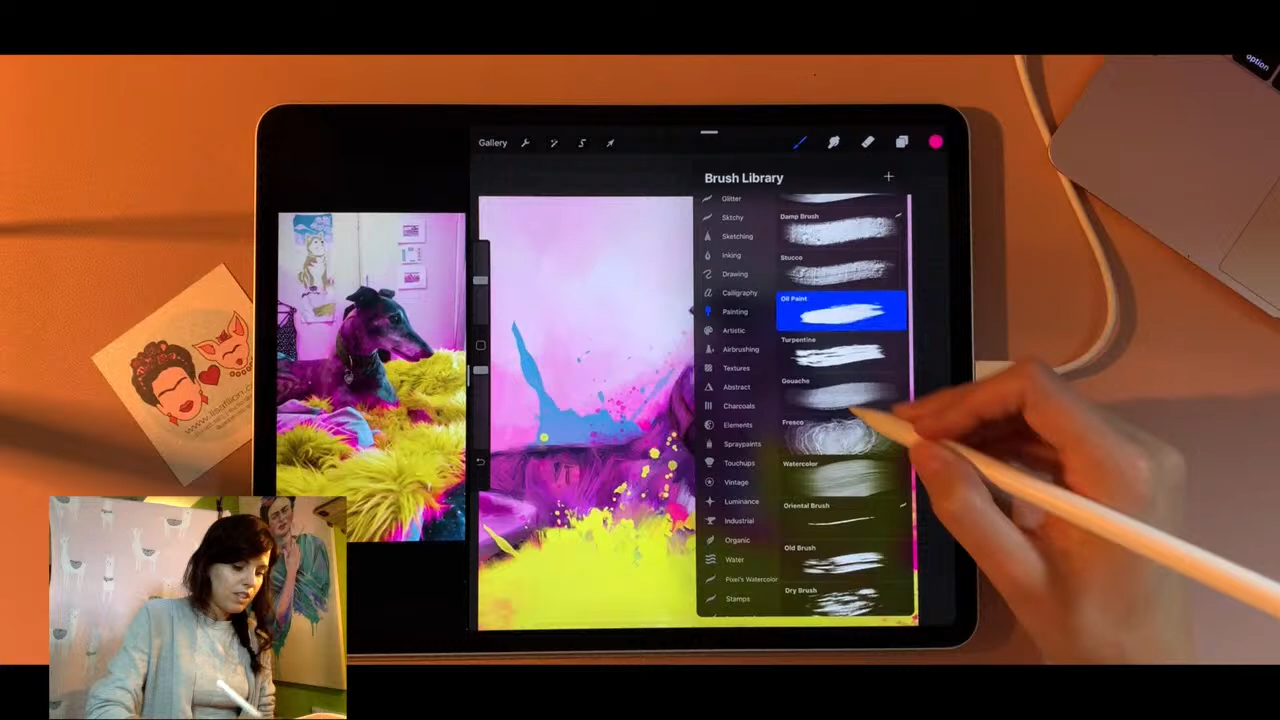 option
Gallery
Brush Library
Glitter
Sktchy
Sketching
Inking
Drawing
Calligraphy
Painting
Artistic
Airbrushing
Textures
Abstract
Charcoals
Elements
Spraypaints
Touchups
Vintage
Luminance
Industrial
Organic
Water
Pixel's Watercolor
Stamps
Damp Brush
Stucco
Oil Paint
Turpentine
Gouache
Fresco
Watercolor
Oriental Brush
Old Brush
Dry Brush